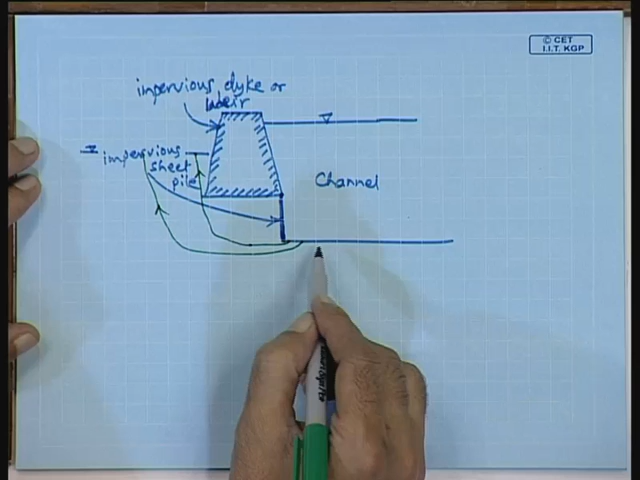 © CET
I.I.T. KGP
impervious dyke or
weir
impervious
sheet
pile
Channel